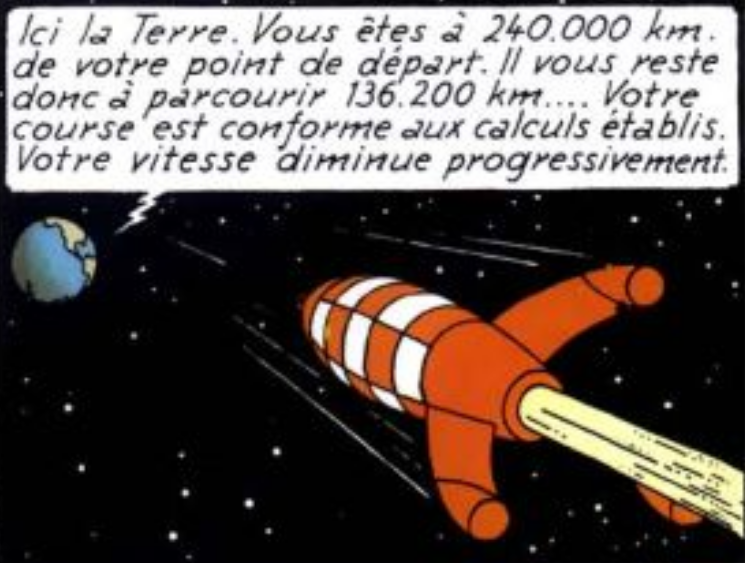 Ici la Terre. Vous êtes à 240.000 km.
de votre point de départ. Il vous reste
donc à parcourir 136.200 km.... Votre
course est conforme aux calculs établis.
Votre vitesse diminue progressivement.